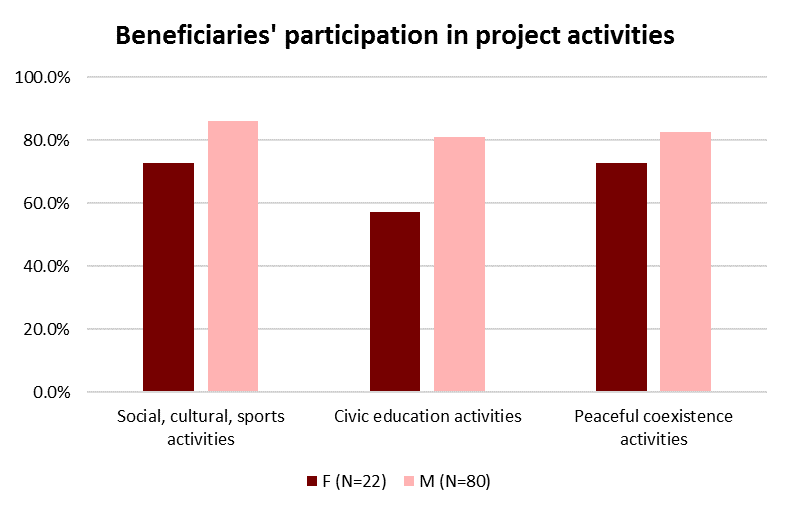 Beneficiaries' participation in project activities
100.0%
80.0%
60.0%
40.0%
20.0%
0.0%
Social, cultural, sports
activities
Civic education activities
Peaceful coexistence
activities
F (N=22) M (N=80)